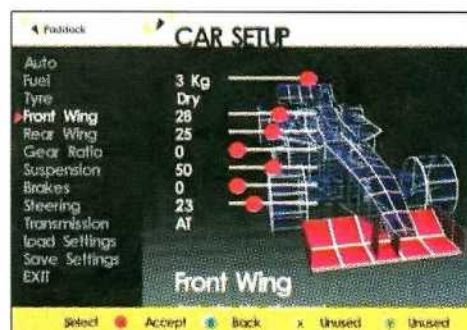 Paddock
CAR SETUP
Auto
Fuel 3 Kg
Tyre Dry
Front Wing 28
Rear Wing 25
Gear Ratio 0
Suspension 50
Brakes 0
Steering 23
Transmission AT
Load Settings
Save Settings
EXIT
Front Wing
Select Accept Back X Unused Unused